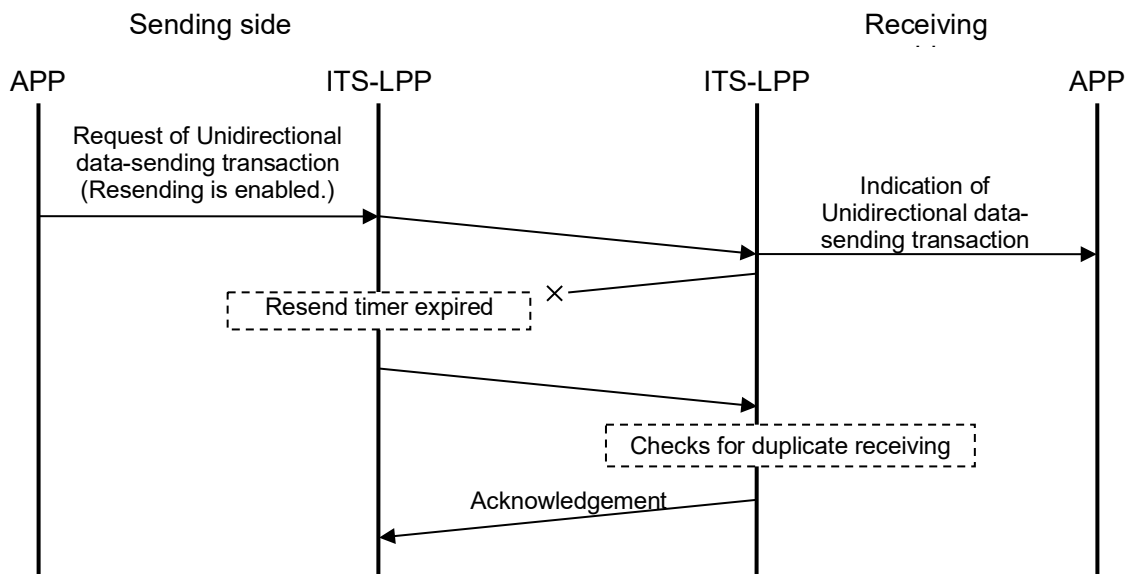 Sending side
Receiving
APP
ITS-LPP
ITS-LPP
APP
Request of Unidirectional
data-sending transaction
(Resending is enabled.)
Indication of
Unidirectional data-
sending transaction
Resend timer expired
Checks for duplicate receiving
Acknowledgement